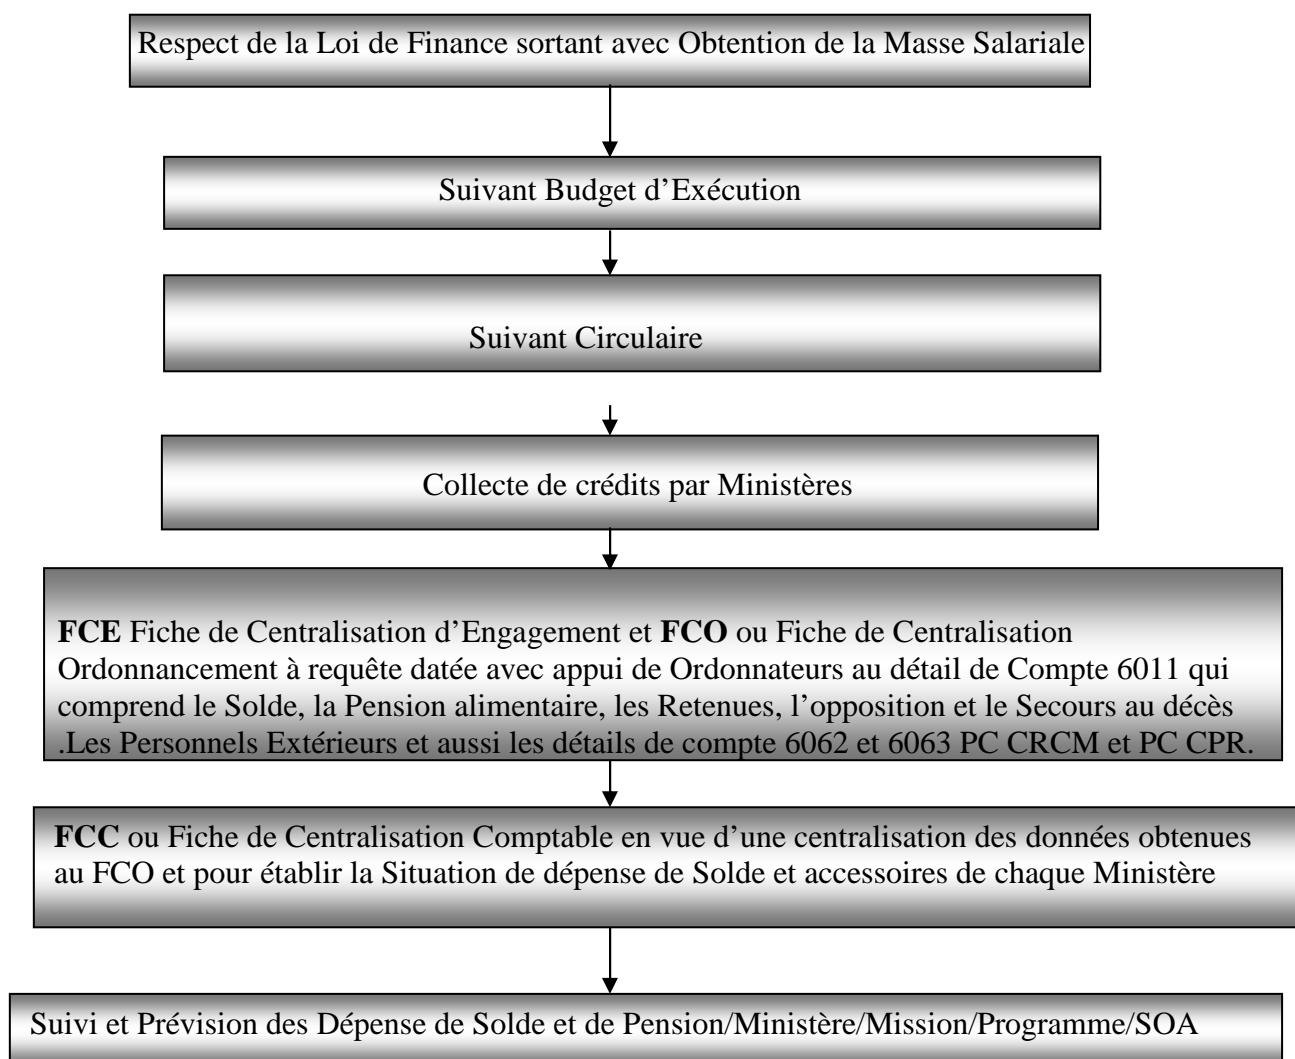 Respect de la Loi de Finance sortant avec Obtention de la Masse Salariale
Suivant Budget d’Exécution
Suivant Circulaire
Collecte de crédits par Ministères
FCE Fiche de Centralisation d’Engagement et FCO ou Fiche de Centralisation
Ordonnancement à requête datée avec appui de Ordonnateurs au détail de Compte 6011 qui
comprend le Solde, la Pension alimentaire, les Retenues, l’opposition et le Secours au décès
.Les Personnels Extérieurs et aussi les détails de compte 6062 et 6063 PC CRCM et PC CPR.
FCC ou Fiche de Centralisation Comptable en vue d’une centralisation des données obtenues
au FCO et pour établir la Situation de dépense de Solde et accessoires de chaque Ministère
Suivi et Prévision des Dépense de Solde et de Pension/Ministère/Mission/Programme/SOA